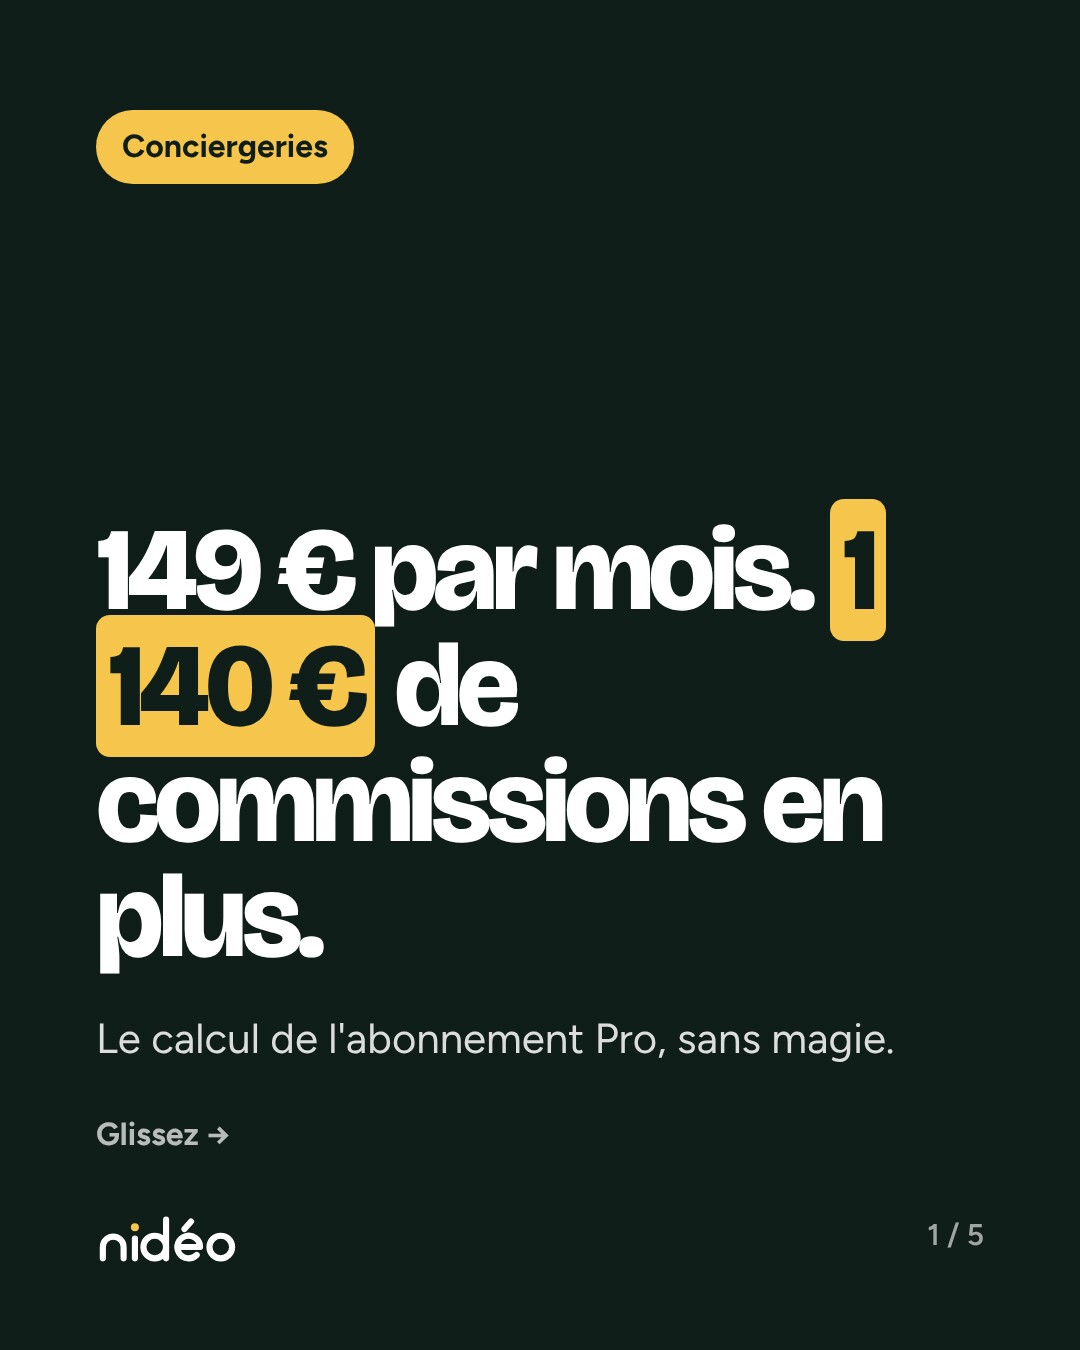 Conciergeries
149 € par mois. 1
140 € de
commissions en
plus.
Le calcul de l'abonnement Pro, sans magie.
Glissez →
nidéo
1 / 5